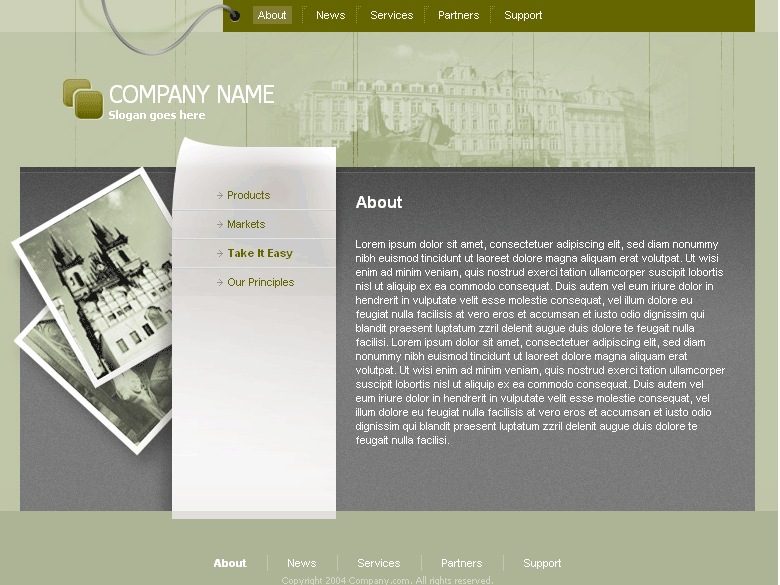 About News Services Partners Support
COMPANY NAME
Slogan goes here
Products
Markets
Take It Easy
Our Principles
About
Lorem ipsum dolor sit amet, consectetuer adipiscing elit, sed diam nonummy
nibh euismod tincidunt ut laoreet dolore magna aliquam erat volutpat. Ut wisi
enim ad minim veniam, quis nostrud exerci tation ullamcorper suscipit lobortis
nisl ut aliquip ex ea commodo consequat. Duis autem vel eum iriure dolor in
hendrerit in vulputate velit esse molestie consequat, vel illum dolore eu
feugiat nulla facilisis at vero eros et accumsan et iusto odio dignissim qui
blandit praesent luptatum zzril delenit augue duis dolore te feugait nulla
facilisi. Lorem ipsum dolor sit amet, consectetuer adipiscing elit, sed diam
nonummy nibh euismod tincidunt ut laoreet dolore magna aliquam erat
volutpat. Ut wisi enim ad minim veniam, quis nostrud exerci tation ullamcorper
suscipit lobortis nisl ut aliquip ex ea commodo consequat. Duis autem vel
eum iriure dolor in hendrerit in vulputate velit esse molestie consequat, vel
illum dolore eu feugiat nulla facilisis at vero eros et accumsan et iusto odio
dignissim qui blandit praesent luptatum zzril delenit augue duis dolore te
feugait nulla facilisi.
About News Services Partners Support
Copyright 2004 Company.com. All rights reserved.